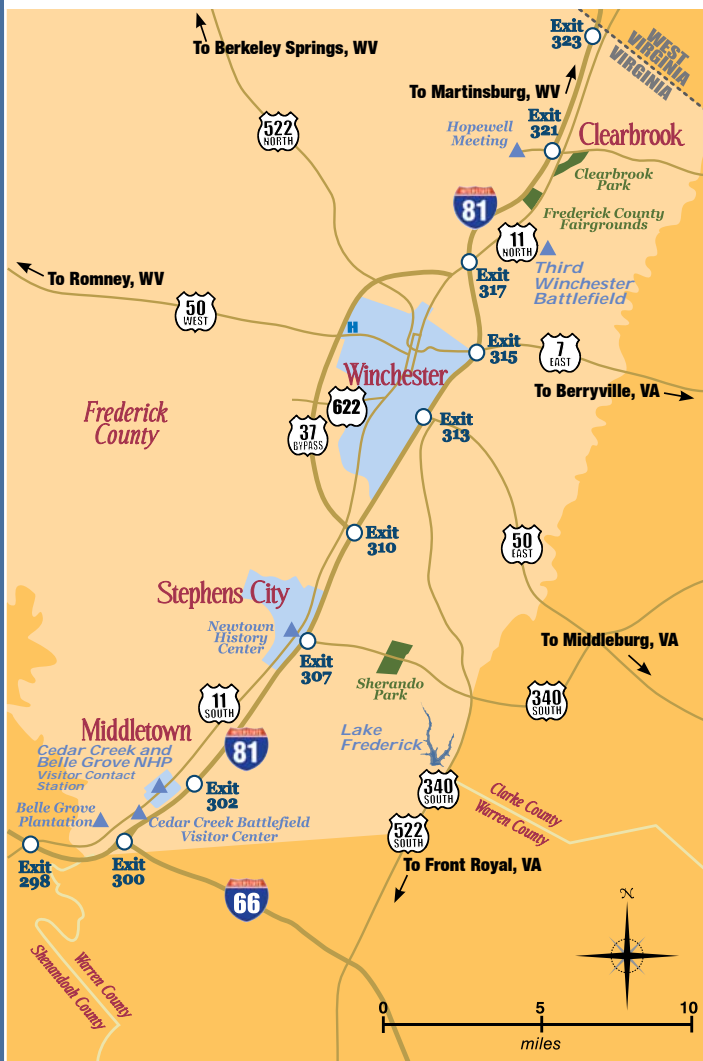 Exit
323
WEST
VIRGINIA
VIRGINIA
To Berkeley Springs, WV
To Martinsburg, WV
522
NORTH
Exit
321
Hopewell
Meeting
Clearbrook
Clearbrook
Park
INTERSTATE
81
Frederick County
Fairgrounds
11
NORTH
Third
Winchester
Battlefield
To Romney, WV
Exit
317
50
WEST
H
Exit
315
7
EAST
Winchester
To Berryville, VA
Frederick
County
622
37
BYPASS
Exit
313
Exit
310
50
EAST
Stephens City
Newtown
History
Center
Exit
307
To Middleburg, VA
Sherando
Park
11
SOUTH
340
SOUTH
Middletown
Lake
Frederick
INTERSTATE
81
Cedar Creek and
Belle Grove NHP
Visitor Contact
Station
Exit
302
340
SOUTH
Clarke County
Warren County
Belle Grove
Plantation
Cedar Creek Battlefield
Visitor Center
522
SOUTH
Exit
298
Exit
300
To Front Royal, VA
INTERSTATE
66
N
Warren County
Shenandoah County
0
5
10
miles